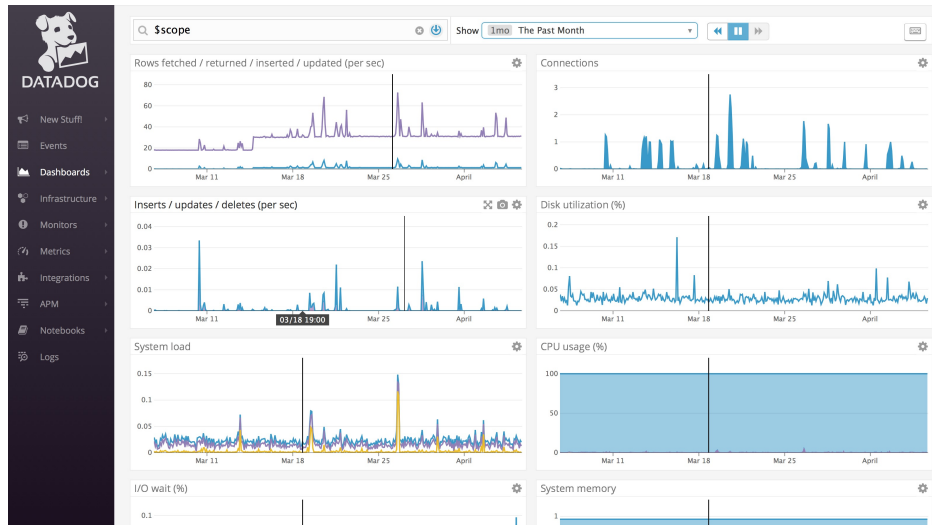 DATADOG
New Stuff!
Events
Dashboards
Infrastructure
Monitors
Metrics
Integrations
APM
Notebooks
Logs
$scope
Show 1mo The Past Month
Rows fetched / returned / inserted / updated (per sec)
80
60
40
20
0
Mar 11 Mar 18 Mar 25 April
Connections
3
2
1
0
Mar 11 Mar 18 Mar 25 April
Inserts / updates / deletes (per sec)
0.04
0.03
0.02
0.01
0
Mar 11 03/18 19:00 Mar 25 April
Disk utilization (%)
0.2
0.15
0.1
0.05
0
Mar 11 Mar 18 Mar 25 April
System load
0.15
0.1
0.05
0
Mar 11 Mar 18 Mar 25 April
CPU usage (%)
100
50
0
Mar 11 Mar 18 Mar 25 April
I/O wait (%)
0.1
System memory
1